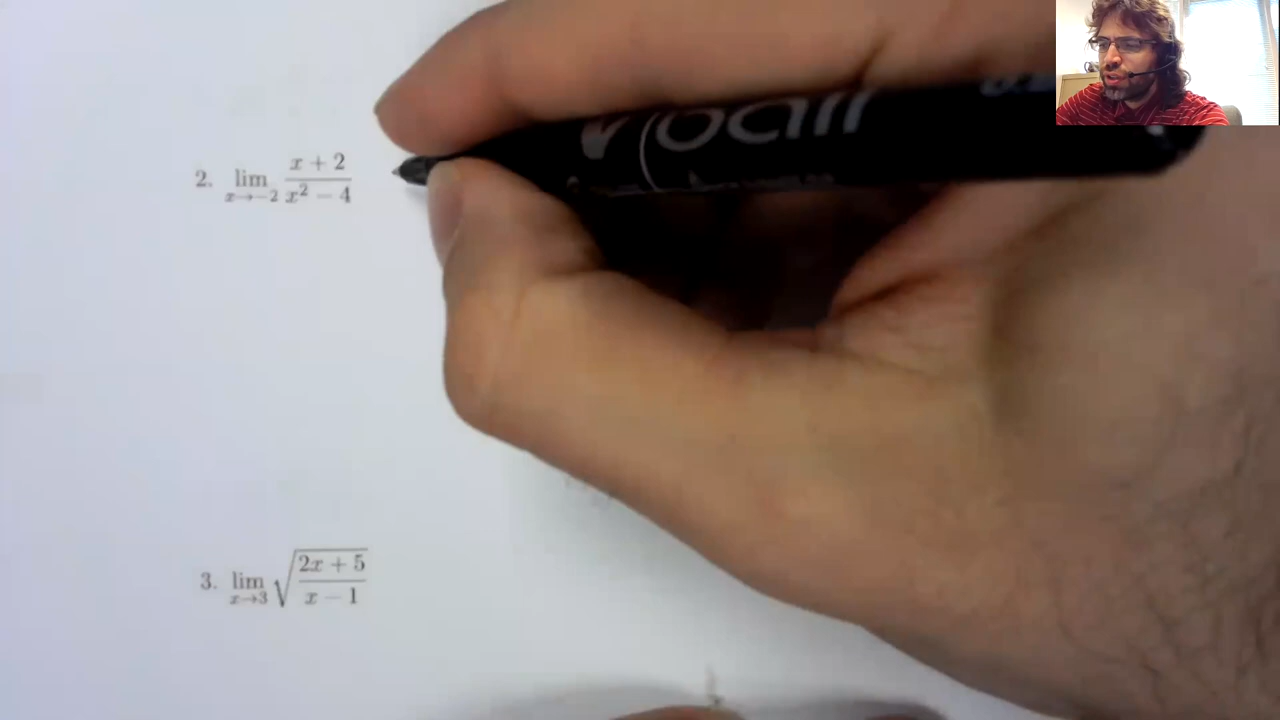 2. lim x→-2 (x + 2)/(x² - 4)
3. lim x→3 √((2x + 5)/(x - 1))